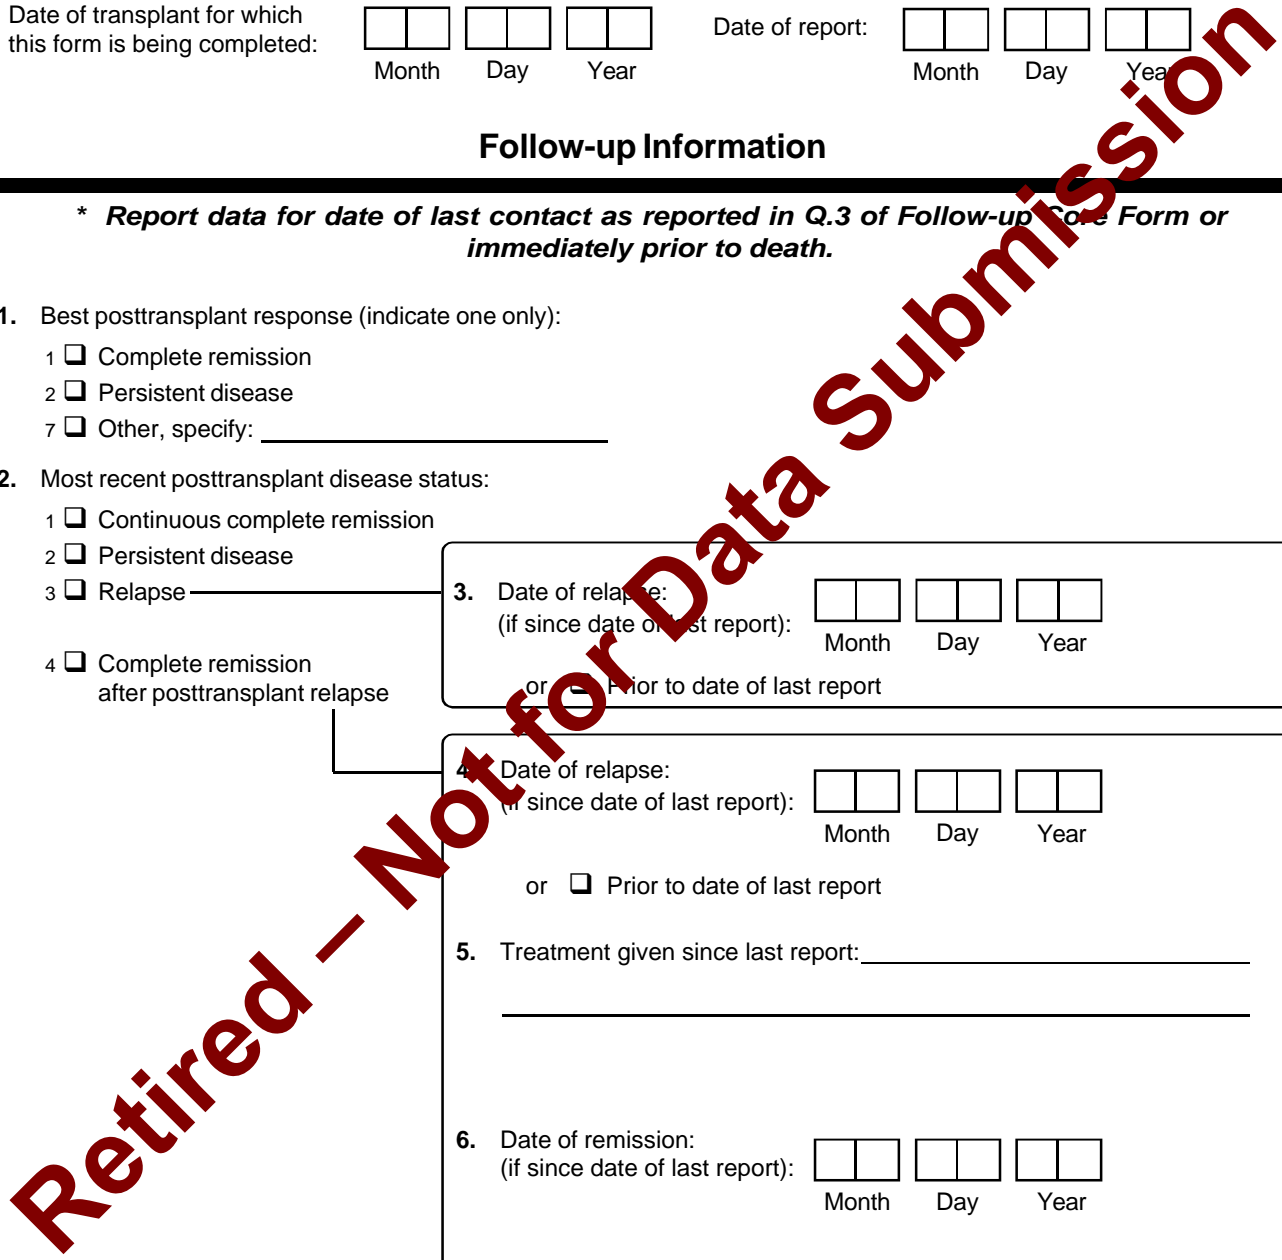 Date of transplant for which
this form is being completed:
Month Day Year
Date of report:
Month Day Year
Follow-up Information
* Report data for date of last contact as reported in Q.3 of Follow-up Core Form or
immediately prior to death.
1. Best posttransplant response (indicate one only):
1 ❑ Complete remission
2 ❑ Persistent disease
7 ❑ Other, specify:
2. Most recent posttransplant disease status:
1 ❑ Continuous complete remission
2 ❑ Persistent disease
3 ❑ Relapse
4 ❑ Complete remission
after posttransplant relapse
3. Date of relapse:
(if since date of last report):
Month Day Year
or ❑ Prior to date of last report
4. Date of relapse:
(if since date of last report):
Month Day Year
or ❑ Prior to date of last report
5. Treatment given since last report:
6. Date of remission:
(if since date of last report):
Month Day Year
Retired – Not for Data Submission